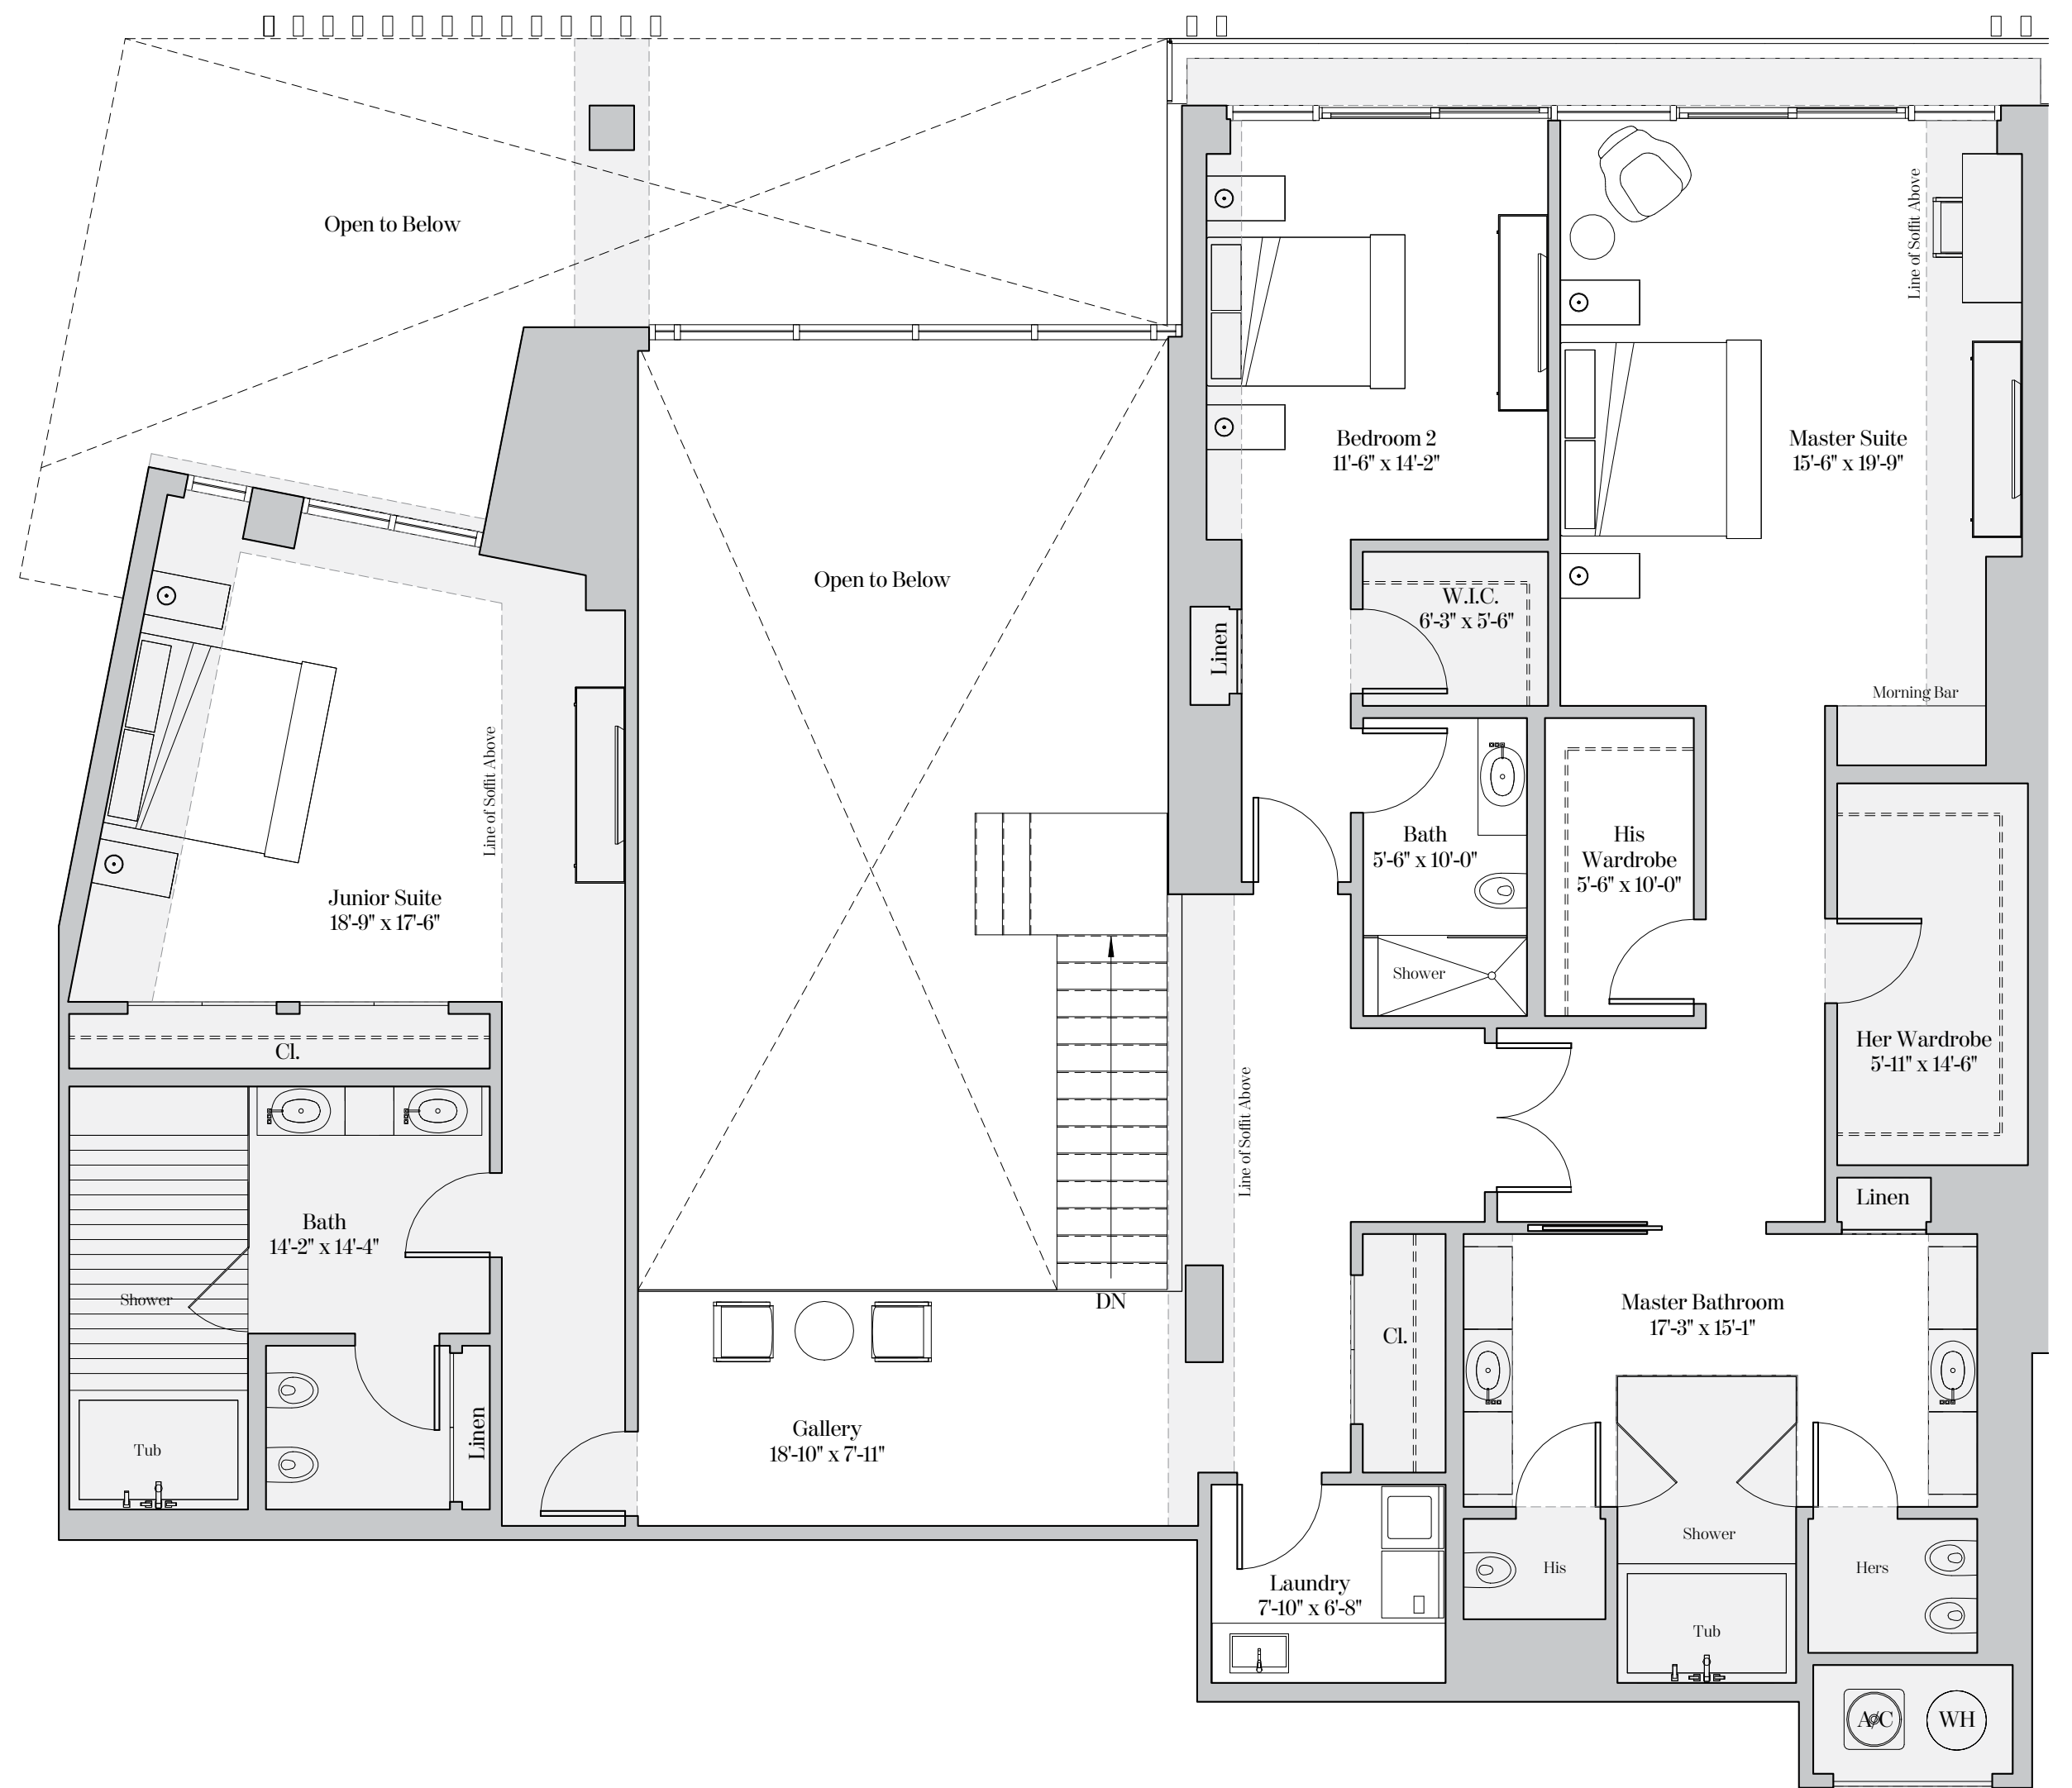 Open to Below
Line of Soffit Above
Bedroom 2
11'-6" x 14'-2"
Master Suite
15'-6" x 19'-9"
Open to Below
W.I.C.
6'-3" x 5'-6"
Linen
Morning Bar
Line of Soffit Above
Bath
5'-6" x 10'-0"
His
Wardrobe
5'-6" x 10'-0"
Junior Suite
18'-9" x 17'-6"
Shower
Cl.
Her Wardrobe
5'-11" x 14'-6"
Line of Soffit Above
Linen
Bath
14'-2" x 14'-4"
Shower
DN
Master Bathroom
17'-3" x 15'-1"
Cl.
Linen
Gallery
18'-10" x 7'-11"
Tub
Shower
His
Hers
Laundry
7'-10" x 6'-8"
Tub
A/C
WH